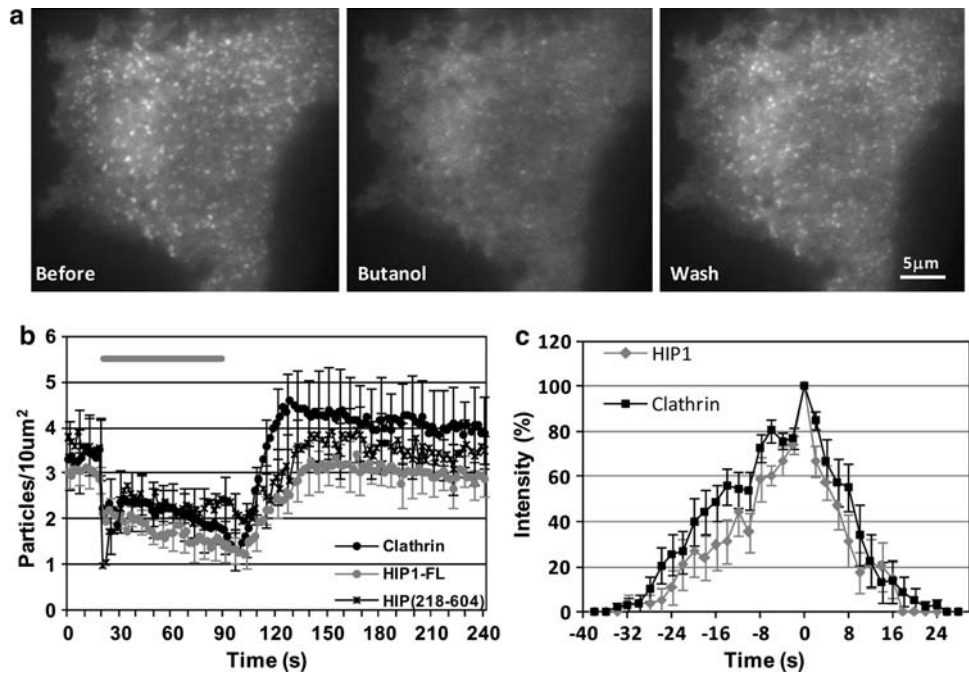 a
Before
Butanol
Wash
5µm
b
Particles/10um²
6
5
4
3
2
1
0
0 30 60 90 120 150 180 210 240
Time (s)
Clathrin
HIP1-FL
HIP(218-604)
c
Intensity (%)
120
100
80
60
40
20
0
-40 -32 -24 -16 -8 0 8 16 24
Time (s)
HIP1
Clathrin